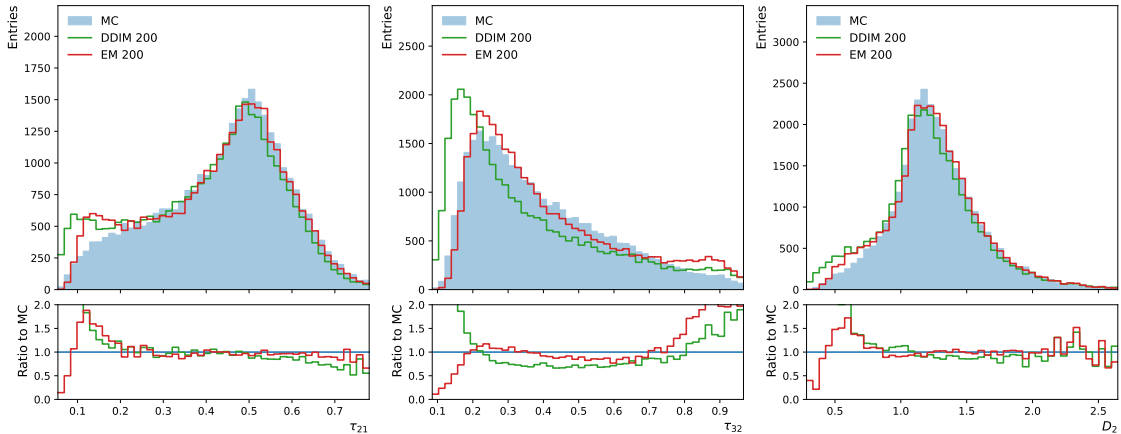 Entries
MC
DDIM 200
EM 200
2000
1750
1500
1250
1000
750
500
250
0
Ratio to MC
2.0
1.5
1.0
0.5
0.0
0.1 0.2 0.3 0.4 0.5 0.6 0.7
τ21
Entries
MC
DDIM 200
EM 200
2500
2000
1500
1000
500
0
Ratio to MC
2.0
1.5
1.0
0.5
0.0
0.1 0.2 0.3 0.4 0.5 0.6 0.7 0.8 0.9
τ32
Entries
MC
DDIM 200
EM 200
3000
2500
2000
1500
1000
500
0
Ratio to MC
2.0
1.5
1.0
0.5
0.0
0.5 1.0 1.5 2.0 2.5
D2